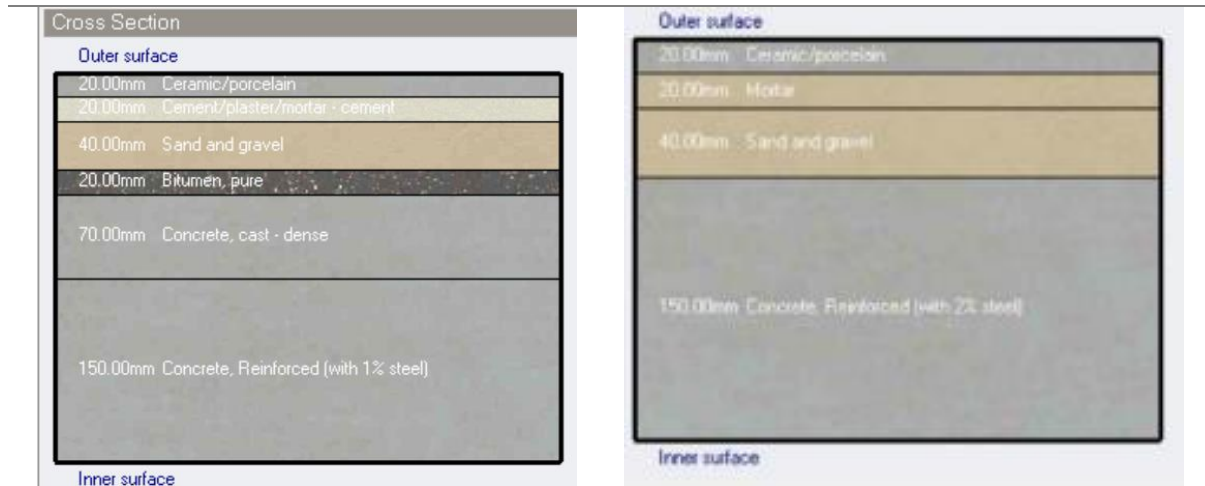 Cross Section
Outer surface
20.00mm Ceramic/porcelain
20.00mm Cement/plaster/mortar - cement
40.00mm Sand and gravel
20.00mm Bitumen, pure
70.00mm Concrete, cast - dense
150.00mm Concrete, Reinforced (with 1% steel)
Inner surface
Outer surface
20.00mm Ceramic/porcelain
20.00mm Mortar
40.00mm Sand and gravel
150.00mm Concrete, Reinforced (with 2% steel)
Inner surface